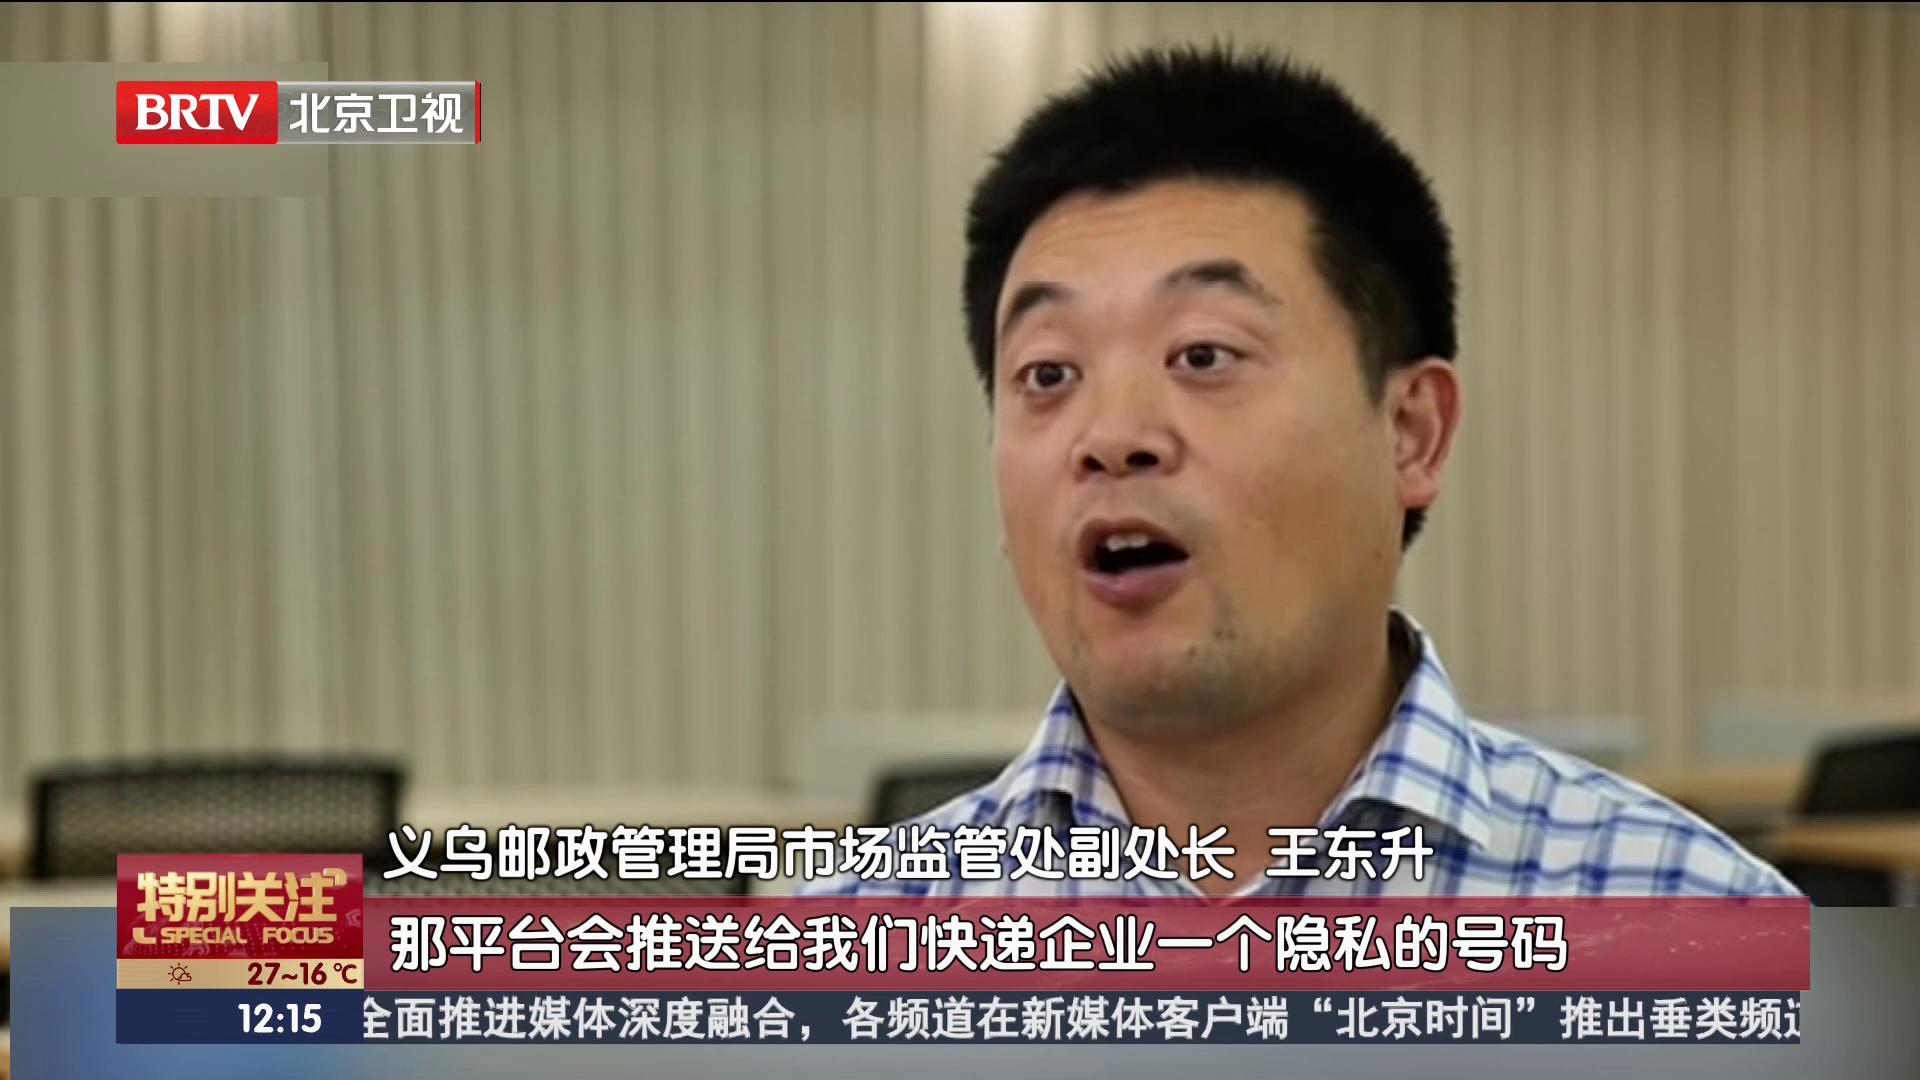 BRTV 北京卫视
义乌邮政管理局市场监管处副处长 王东升
特别关注
SPECIAL FOCUS
那平台会推送给我们快递企业一个隐私的号码
27~16℃
12:15
全面推进媒体深度融合，各频道在新媒体客户端“北京时间”推出垂类频道